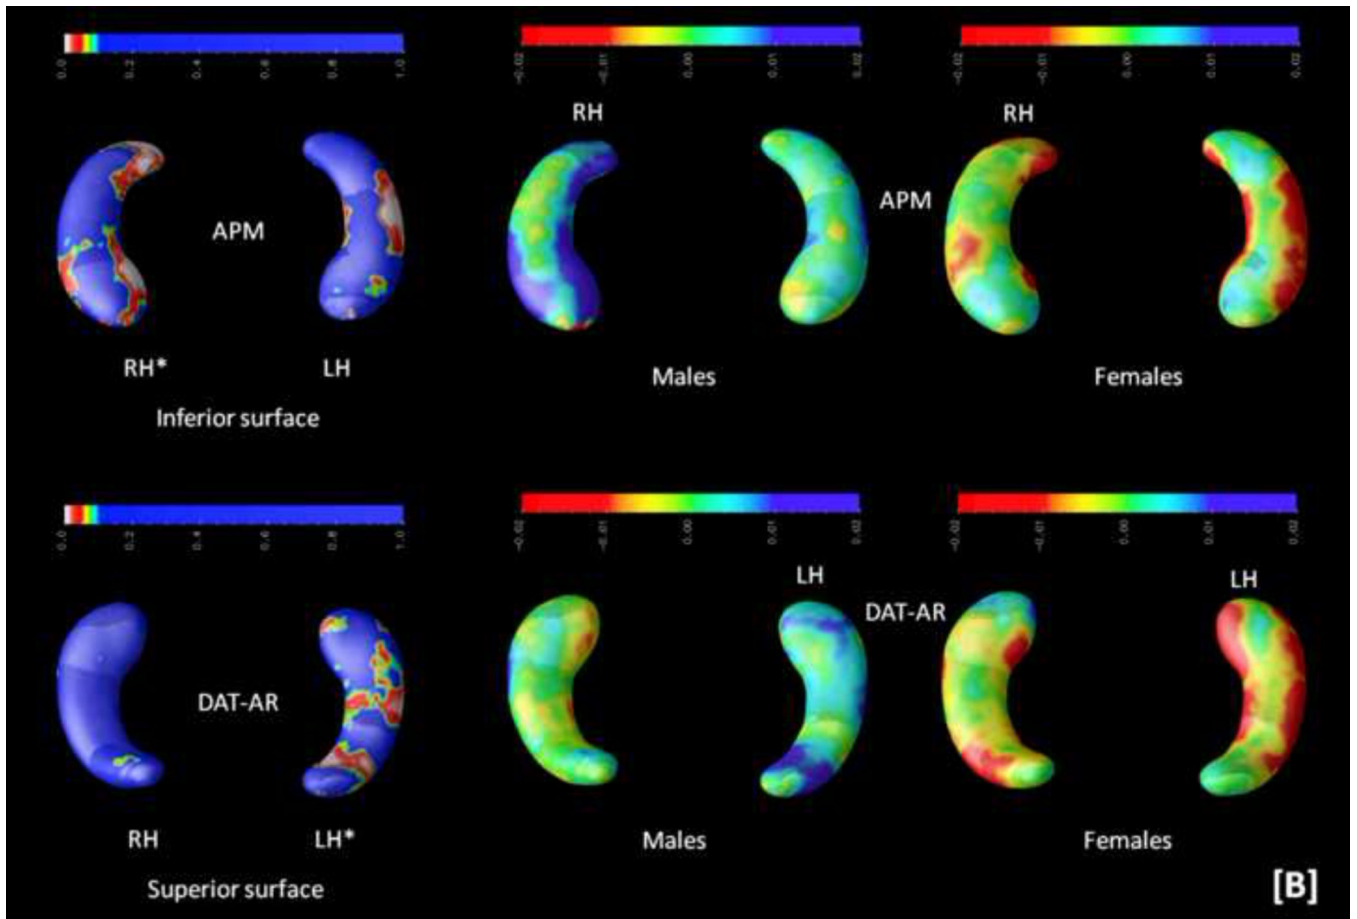 0.0 0.2 0.4 0.6 0.8 1.0
-0.02 -0.01 0.00 0.01 0.02
-0.02 -0.01 0.00 0.01 0.02
RH
RH
APM
APM
RH* LH
Males
Females
Inferior surface
0.0 0.2 0.4 0.6 0.8 1.0
-0.02 -0.01 0.00 0.01 0.02
-0.02 -0.01 0.00 0.01 0.02
LH
LH
DAT-AR
DAT-AR
RH LH*
Males
Females
Superior surface
[B]